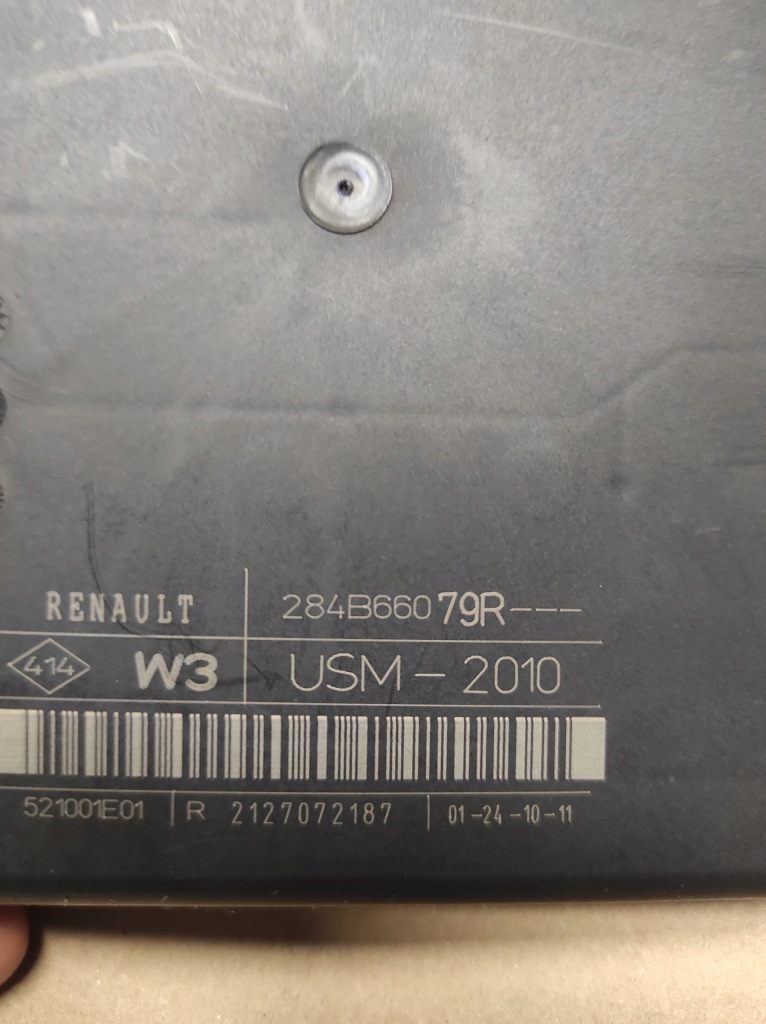 RENAULT 284B66079R---
414 W3 USM - 2010
521001E01 R 2127072187 01-24-10-11